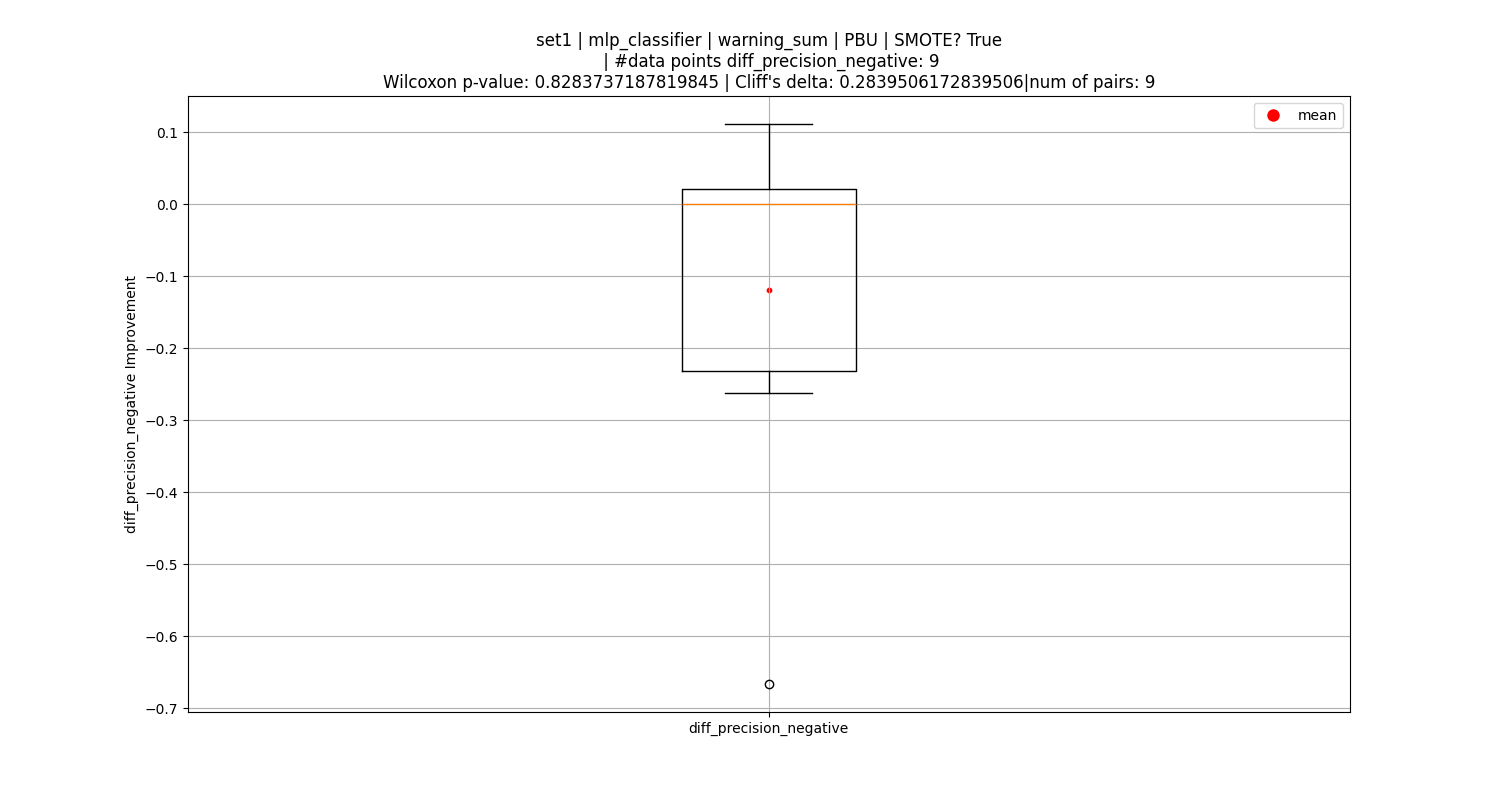 set1 | mlp_classifier | warning_sum | PBU | SMOTE? True
| #data points diff_precision_negative: 9
Wilcoxon p-value: 0.8283737187819845 | Cliff's delta: 0.2839506172839506|num of pairs: 9
mean
0.1
0.0
−0.1
−0.2
−0.3
−0.4
−0.5
−0.6
−0.7
diff_precision_negative Improvement
diff_precision_negative